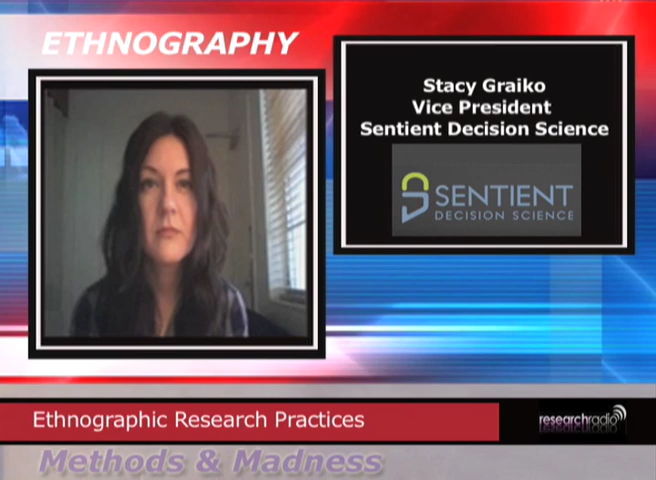 ETHNOGRAPHY
Stacy Graiko
Vice President
Sentient Decision Science
SENTIENT
DECISION SCIENCE
Ethnographic Research Practices
researchradio
Methods & Madness